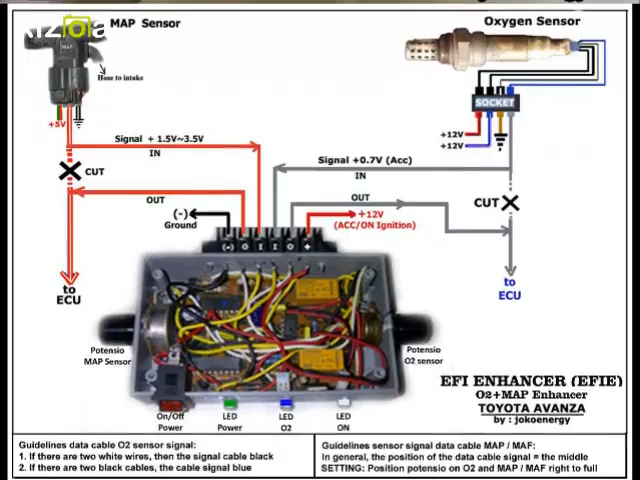 MAP Sensor
Oxygen Sensor
MAP
Hose to intake
+5V
SOCKET
+12V
+12V
Signal + 1.5V~3.5V
IN
Signal +0.7V (Acc)
IN
CUT
CUT
OUT
OUT
(-)
Ground
+12V
(ACC/ON Ignition)
(-) O I I O +
to
ECU
to
ECU
Potensio
MAP Sensor
Potensio
O2 sensor
On/Off
Power
LED
Power
LED
O2
LED
ON
EFI ENHANCER (EFIE)
O2+MAP Enhancer
TOYOTA AVANZA
by : jokoenergy
Guidelines data cable O2 sensor signal:
1. If there are two white wires, then the signal cable black
2. If there are two black cables, the cable signal blue
Guidelines sensor signal data cable MAP / MAF:
In general, the position of the data cable signal = the middle
SETTING: Position potensio on O2 and MAP / MAF right to full